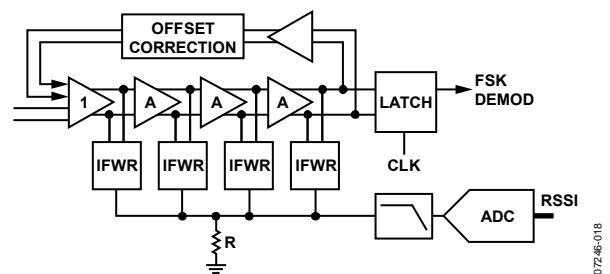 OFFSET
CORRECTION
1
A
A
A
LATCH
FSK
DEMOD
IFWR
IFWR
IFWR
IFWR
CLK
R
ADC
RSSI
07246-018